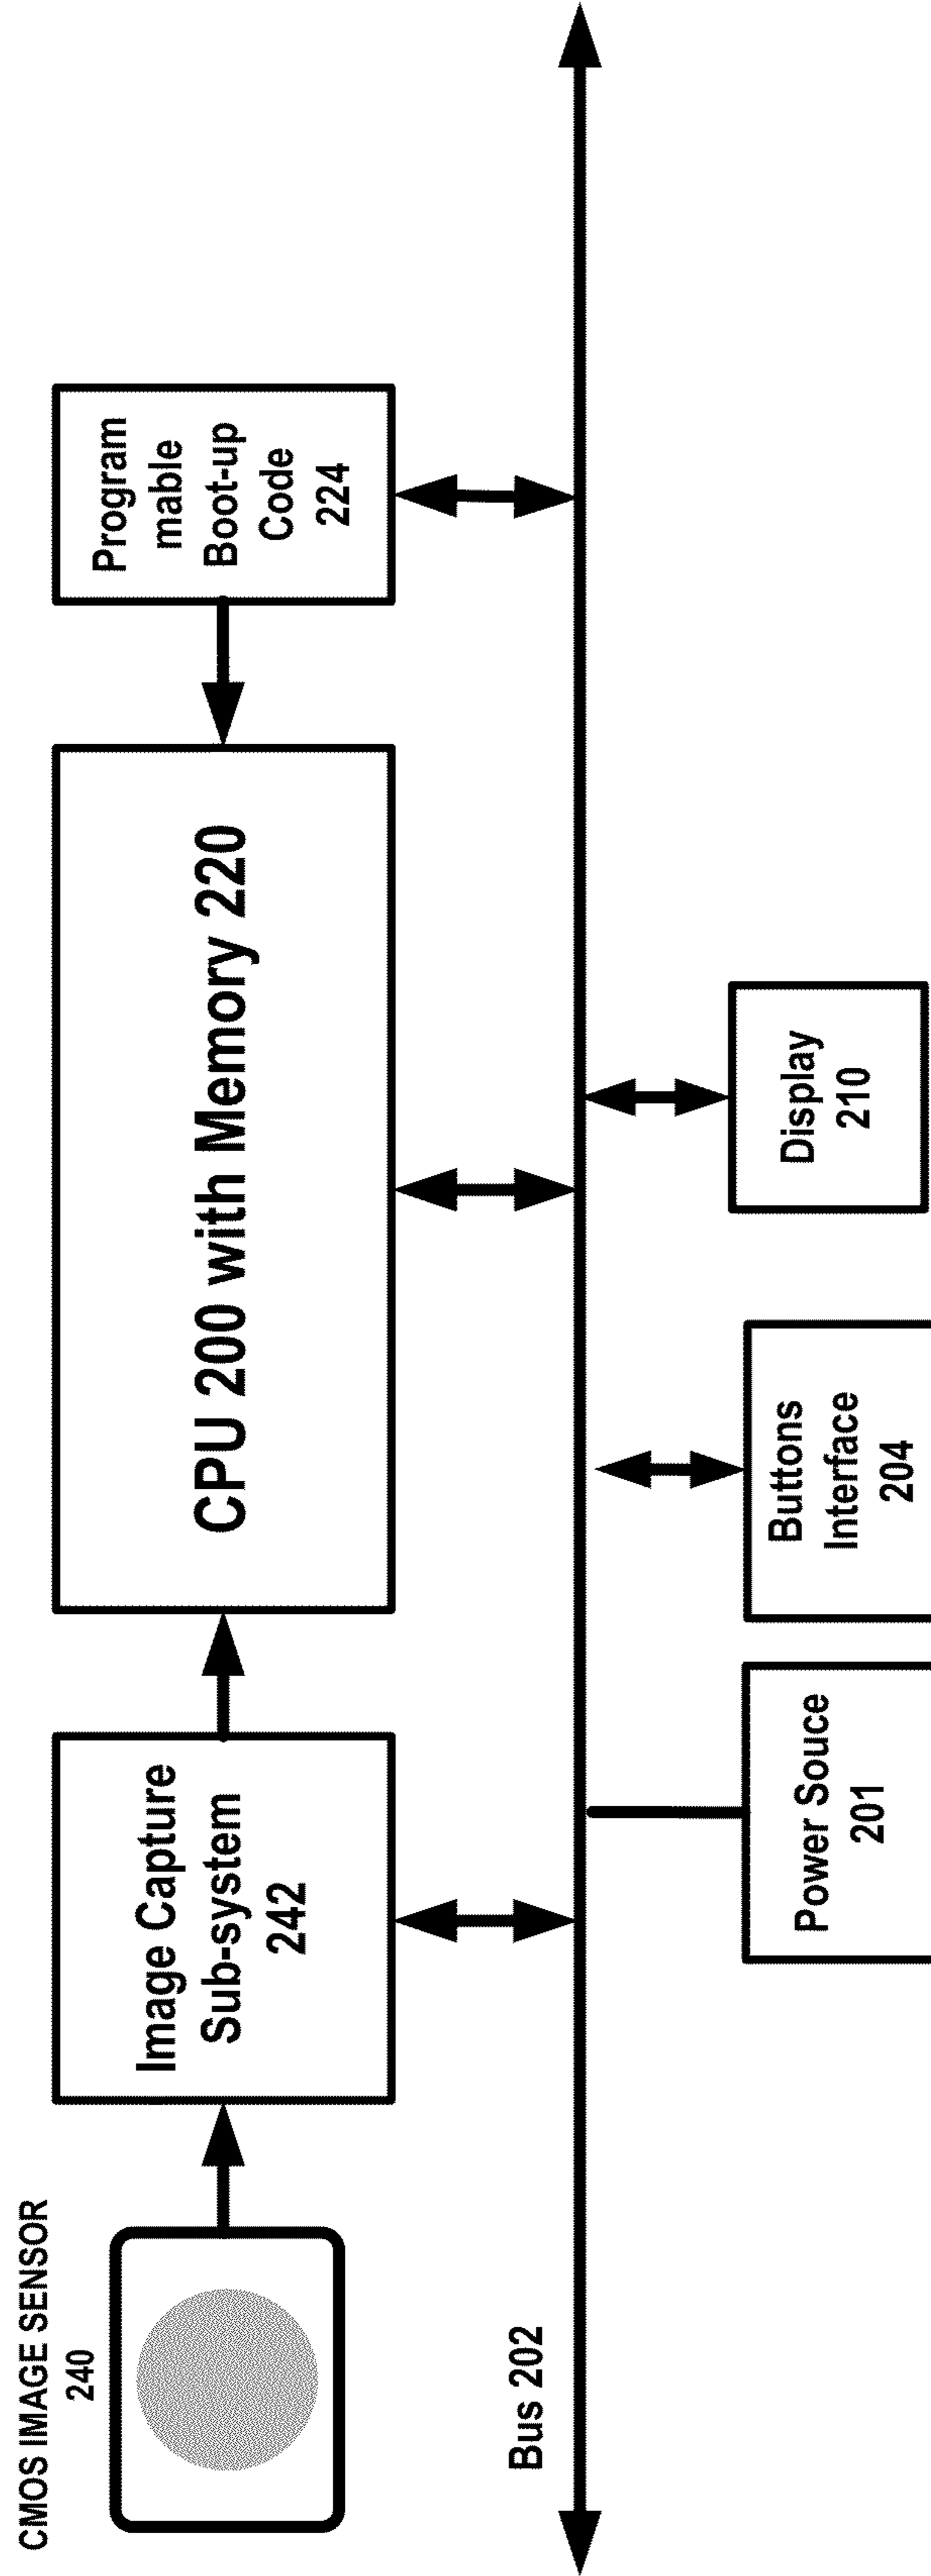 CMOS IMAGE SENSOR
240
Image Capture
Sub-system
242
CPU 200 with Memory 220
Program
mable
Boot-up
Code
224
Bus 202
Power Souce
201
Buttons
Interface
204
Display
210